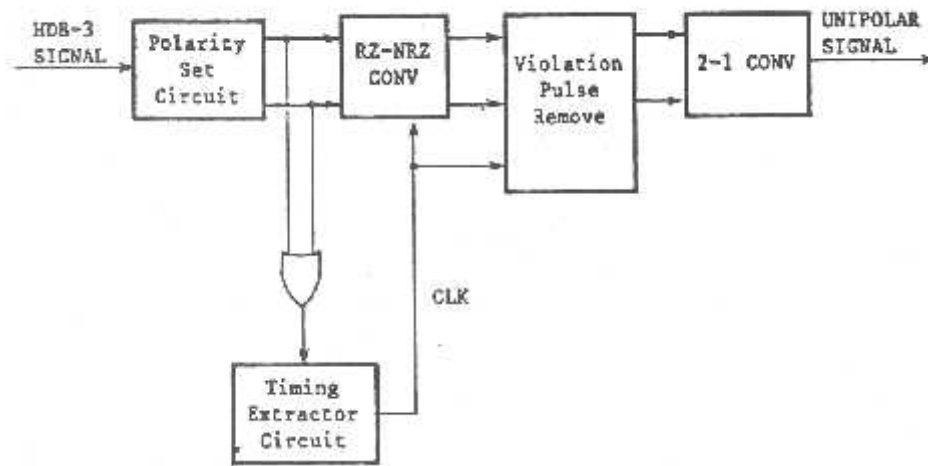 HDB-3
SIGNAL
Polarity
Set
Circuit
RZ-NRZ
CONV
Violation
Pulse
Remove
2-1 CONV
UNIPOLAR
SIGNAL
CLK
Timing
Extractor
Circuit